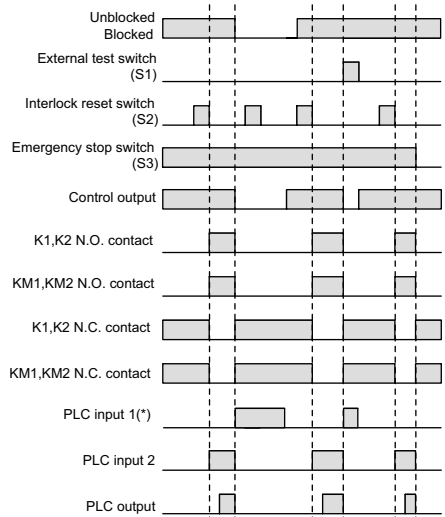 Unblocked
Blocked
External test switch
(S1)
Interlock reset switch
(S2)
Emergency stop switch
(S3)
Control output
K1,K2 N.O. contact
KM1,KM2 N.O. contact
K1,K2 N.C. contact
KM1,KM2 N.C. contact
PLC input 1(*)
PLC input 2
PLC output